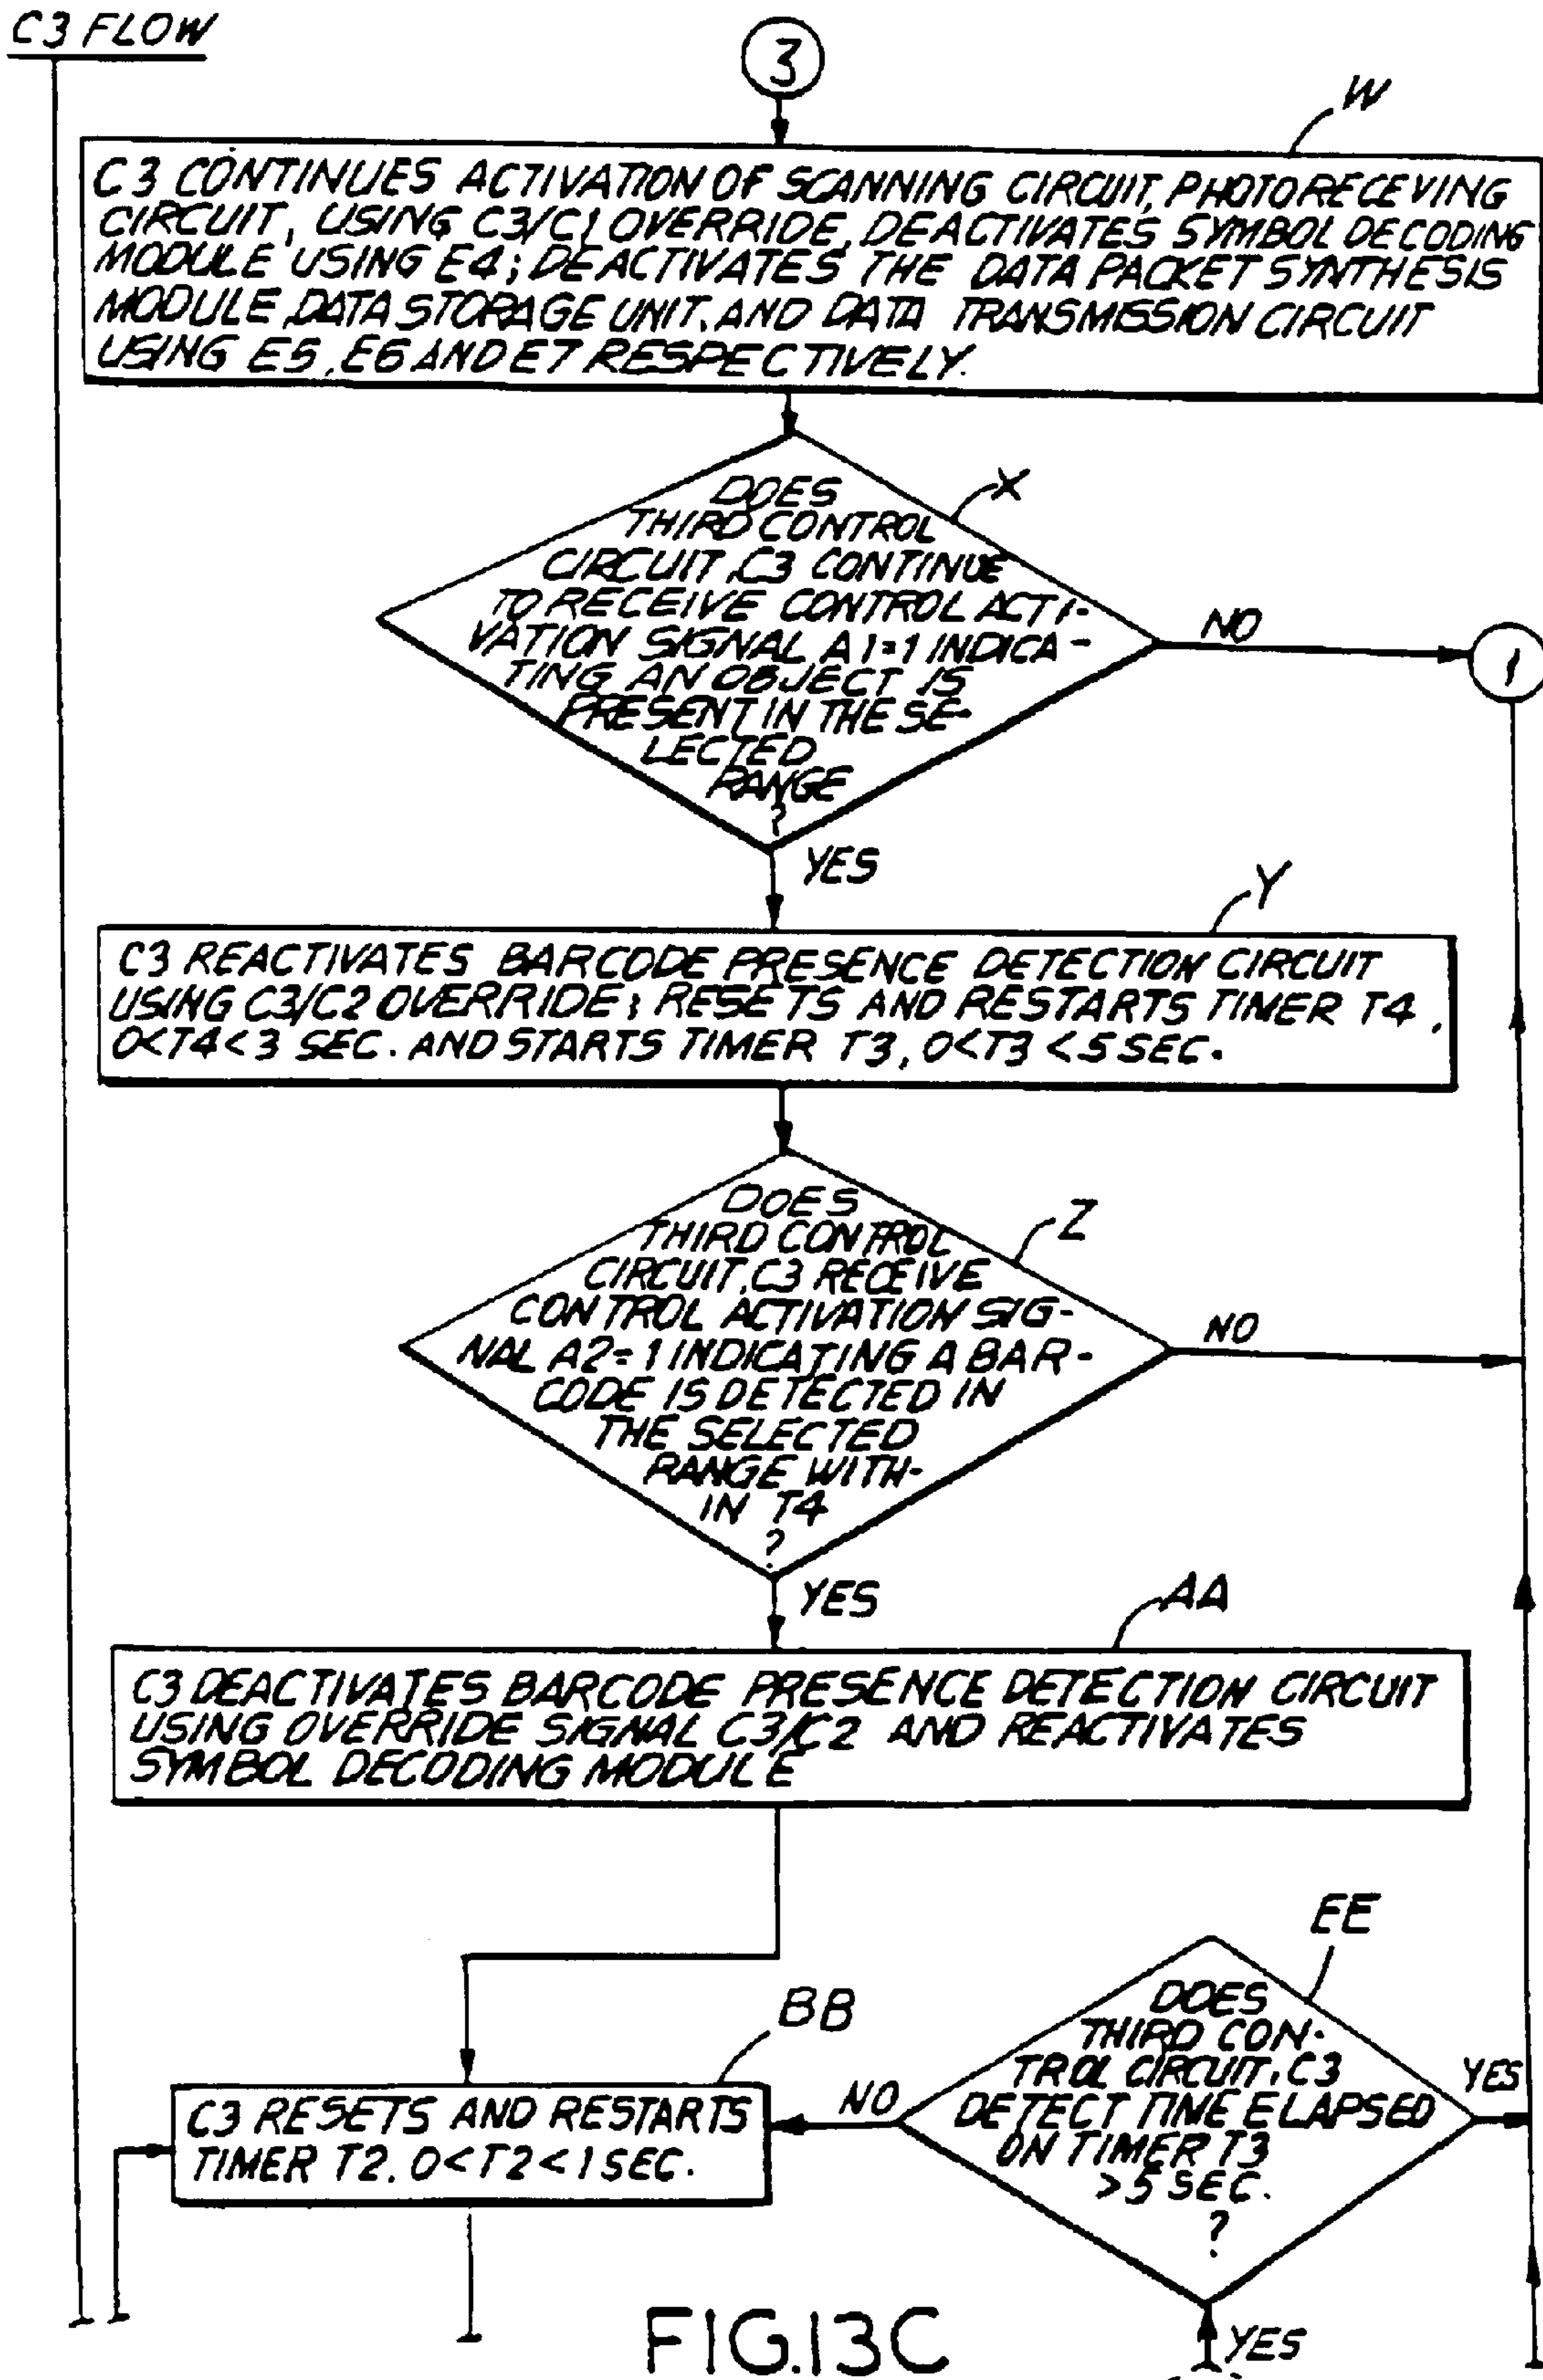 C3 FLOW
3
W
C3 CONTINUES ACTIVATION OF SCANNING CIRCUIT, PHOTORECEVING
CIRCUIT, USING C3/C1 OVERRIDE, DEACTIVATES SYMBOL DECODING
MODULE USING E4; DEACTIVATES THE DATA PACKET SYNTHESIS
MODULE, DATA STORAGE UNIT, AND DATA TRANSMISSION CIRCUIT
USING E5, E6 AND E7 RESPECTIVELY.
X
DOES
THIRD CONTROL
CIRCUIT, C3 CONTINUE
TO RECEIVE CONTROL ACTI-
VATION SIGNAL A1=1 INDICA-
TING AN OBJECT IS
PRESENT IN THE SE-
LECTED
RANGE
?
NO
1
YES
Y
C3 REACTIVATES BARCODE PRESENCE DETECTION CIRCUIT
USING C3/C2 OVERRIDE; RESETS AND RESTARTS TIMER T4,
0<T4<3 SEC. AND STARTS TIMER T3, 0<T3<5 SEC.
Z
DOES
THIRD CONTROL
CIRCUIT, C3 RECEIVE
CONTROL ACTIVATION SIG-
NAL A2=1 INDICATING A BAR-
CODE IS DETECTED IN
THE SELECTED
RANGE WITH-
IN T4
?
NO
YES
AA
C3 DEACTIVATES BARCODE PRESENCE DETECTION CIRCUIT
USING OVERRIDE SIGNAL C3/C2 AND REACTIVATES
SYMBOL DECODING MODULE
EE
DOES
THIRD CON-
TROL CIRCUIT, C3
DETECT TIME ELAPSED
ON TIMER T3
>5 SEC.
?
YES
NO
BB
C3 RESETS AND RESTARTS
TIMER T2. 0<T2<1 SEC.
YES
FIG.13C